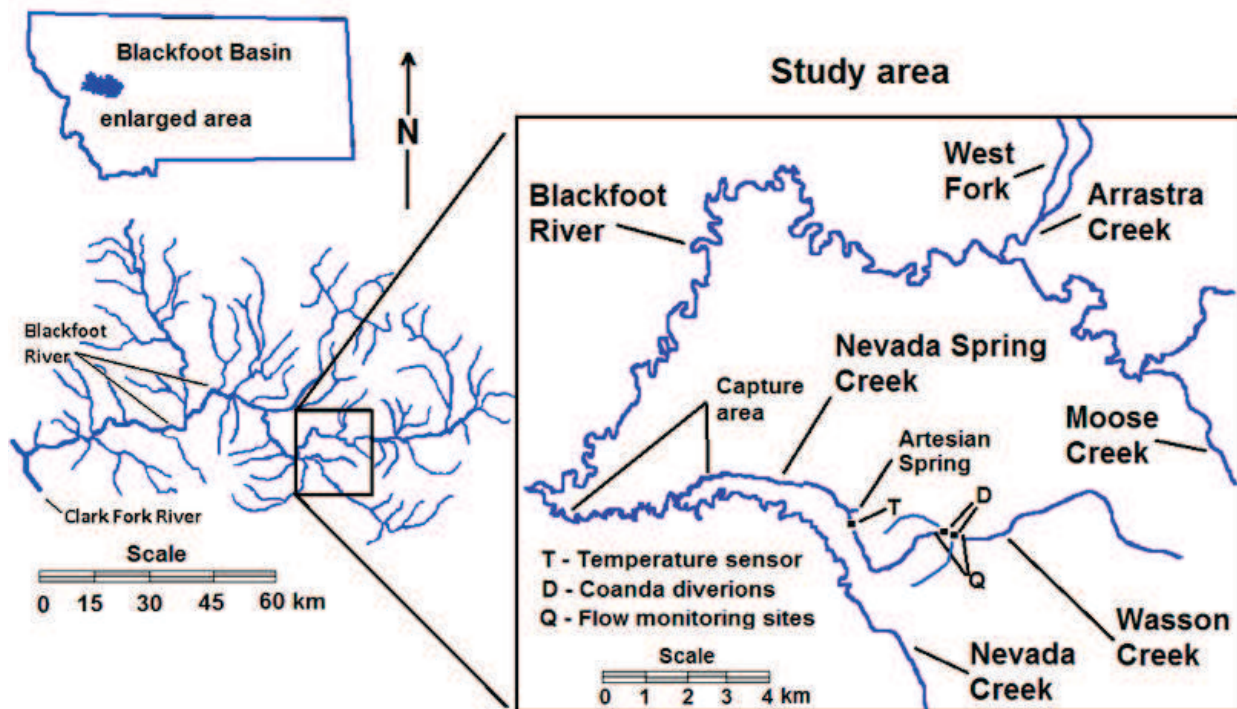 Blackfoot Basin
enlarged area
N
Blackfoot
River
Clark Fork River
Scale
0 15 30 45 60 km
Study area
West
Fork
Arrastra
Creek
Blackfoot
River
Nevada Spring
Creek
Capture
area
Moose
Creek
Artesian
Spring
T
D
Q
T - Temperature sensor
D - Coanda diverions
Q - Flow monitoring sites
Wasson
Creek
Nevada
Creek
Scale
0 1 2 3 4 km